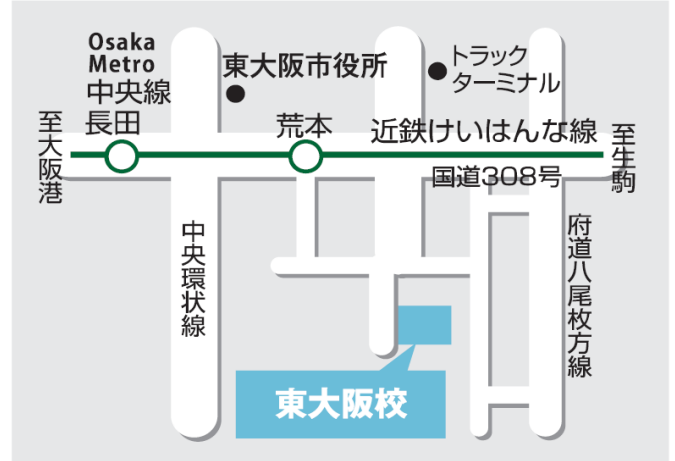 Osaka
Metro
中央線
長田
東大阪市役所
トラック
ターミナル
至大阪港
荒本
近鉄けいはんな線
至生駒
国道308号
中央環状線
府道八尾枚方線
東大阪校